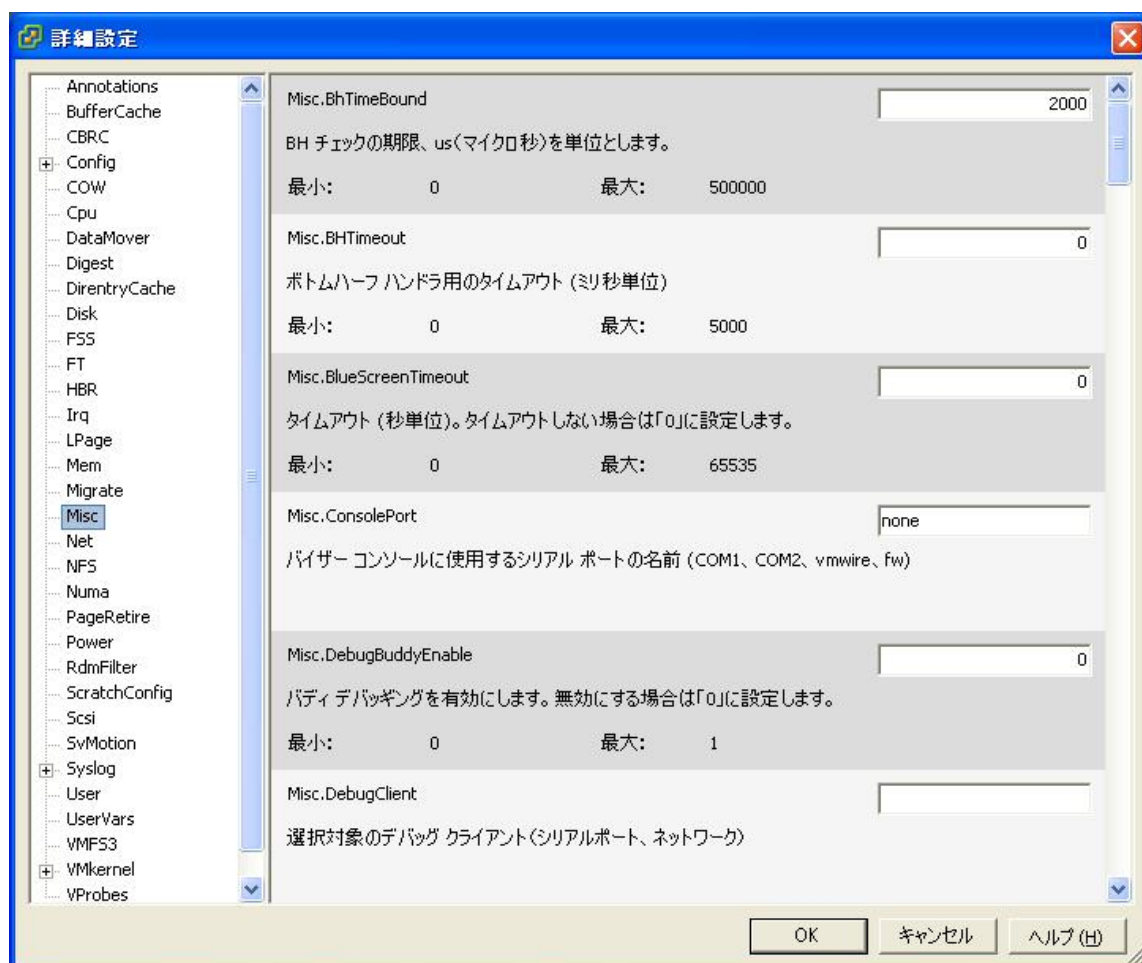 詳細設定
Annotations
BufferCache
CBRC
Config
COW
Cpu
DataMover
Digest
DirentryCache
Disk
FSS
FT
HBR
Irq
LPage
Mem
Migrate
Misc
Net
NFS
Numa
PageRetire
Power
RdmFilter
ScratchConfig
Scsi
SvMotion
Syslog
User
UserVars
VMFS3
VMkernel
VProbes
Misc.BhTimeBound 2000
BH チェックの期限、us(マイクロ秒)を単位とします。
最小: 0 最大: 500000
Misc.BHTimeout 0
ボトムハーフ ハンドラ用のタイムアウト (ミリ秒単位)
最小: 0 最大: 5000
Misc.BlueScreenTimeout 0
タイムアウト (秒単位)。タイムアウトしない場合は「0」に設定します。
最小: 0 最大: 65535
Misc.ConsolePort none
バイザー コンソールに使用するシリアル ポートの名前 (COM1、COM2、vmwire、fw)
Misc.DebugBuddyEnable 0
バディ デバッギングを有効にします。無効にする場合は「0」に設定します。
最小: 0 最大: 1
Misc.DebugClient
選択対象のデバッグ クライアント(シリアルポート、ネットワーク)
OK キャンセル ヘルプ(H)